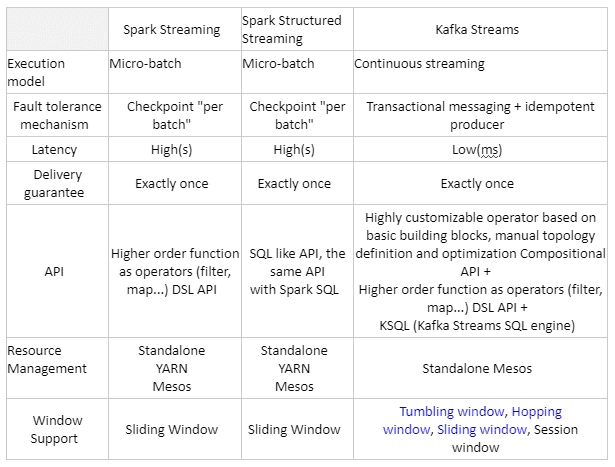 Spark Streaming
Spark Structured
Streaming
Kafka Streams
Execution
model
Micro-batch
Micro-batch
Continuous streaming
Fault tolerance
mechanism
Checkpoint "per
batch"
Checkpoint "per
batch"
Transactional messaging + idempotent
producer
Latency
High(s)
High(s)
Low(ms)
Delivery
guarantee
Exactly once
Exactly once
Exactly once
API
Higher order function
as operators (filter,
map...) DSL API
SQL like API, the
same API
with Spark SQL
Highly customizable operator based on
basic building blocks, manual topology
definition and optimization Compositional
API +
Higher order function as operators (filter,
map...) DSL API +
KSQL (Kafka Streams SQL engine)
Resource
Management
Standalone
YARN
Mesos
Standalone
YARN
Mesos
Standalone Mesos
Window
Support
Sliding Window
Sliding Window
Tumbling window, Hopping
window, Sliding window, Session
window